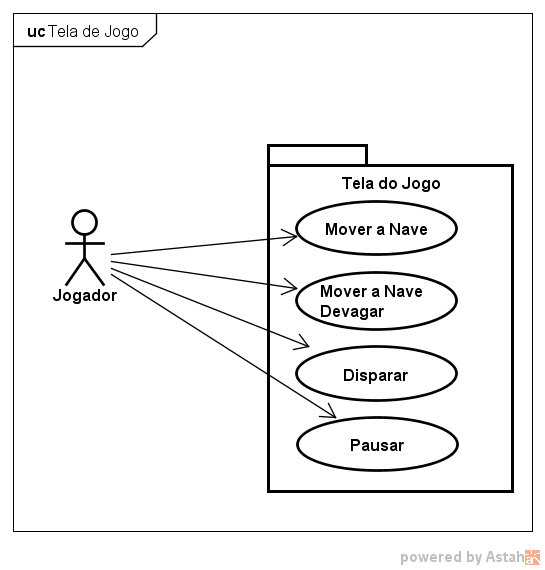 uc Tela de Jogo
Tela do Jogo
Mover a Nave
Mover a Nave
Devagar
Jogador
Disparar
Pausar
powered by Astah